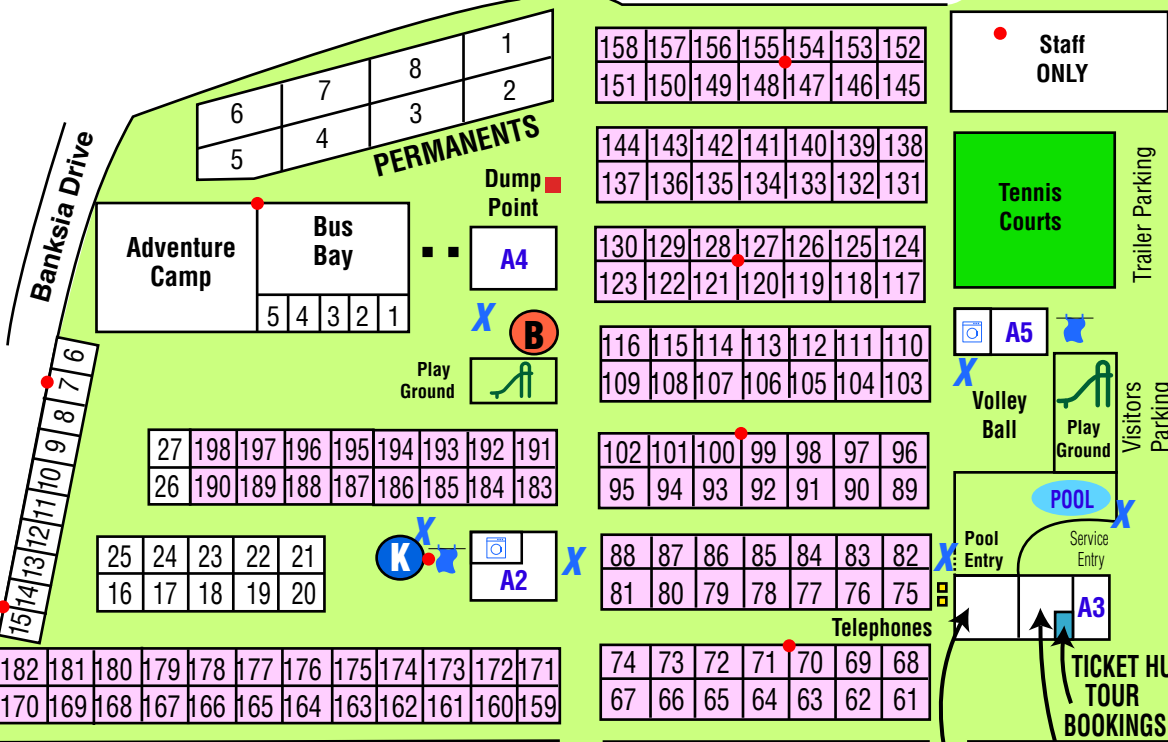 1
8
7
6
2
3
4
5
PERMANENTS
Banksia Drive
Dump
Point
Adventure
Camp
Bus
Bay
5 4 3 2 1
A4
X
B
Play
Ground
158 157 156 155 154 153 152
151 150 149 148 147 146 145
144 143 142 141 140 139 138
137 136 135 134 133 132 131
130 129 128 127 126 125 124
123 122 121 120 119 118 117
116 115 114 113 112 111 110
109 108 107 106 105 104 103
102 101 100 99 98 97 96
95 94 93 92 91 90 89
88 87 86 85 84 83 82
81 80 79 78 77 76 75
Telephones
74 73 72 71 70 69 68
67 66 65 64 63 62 61
Staff
ONLY
Tennis
Courts
Trailer Parking
A5
X
Volley
Ball
Play
Ground
Visitors
Parking
POOL
X
Pool
Entry
X
Service
Entry
A3
TICKET HU
TOUR
BOOKINGS
6
7
8
9
10
11
12
13
14
15
27 198 197 196 195 194 193 192 191
26 190 189 188 187 186 185 184 183
25 24 23 22 21
16 17 18 19 20
K
X
A2
X
182 181 180 179 178 177 176 175 174 173 172 171
170 169 168 167 166 165 164 163 162 161 160 159